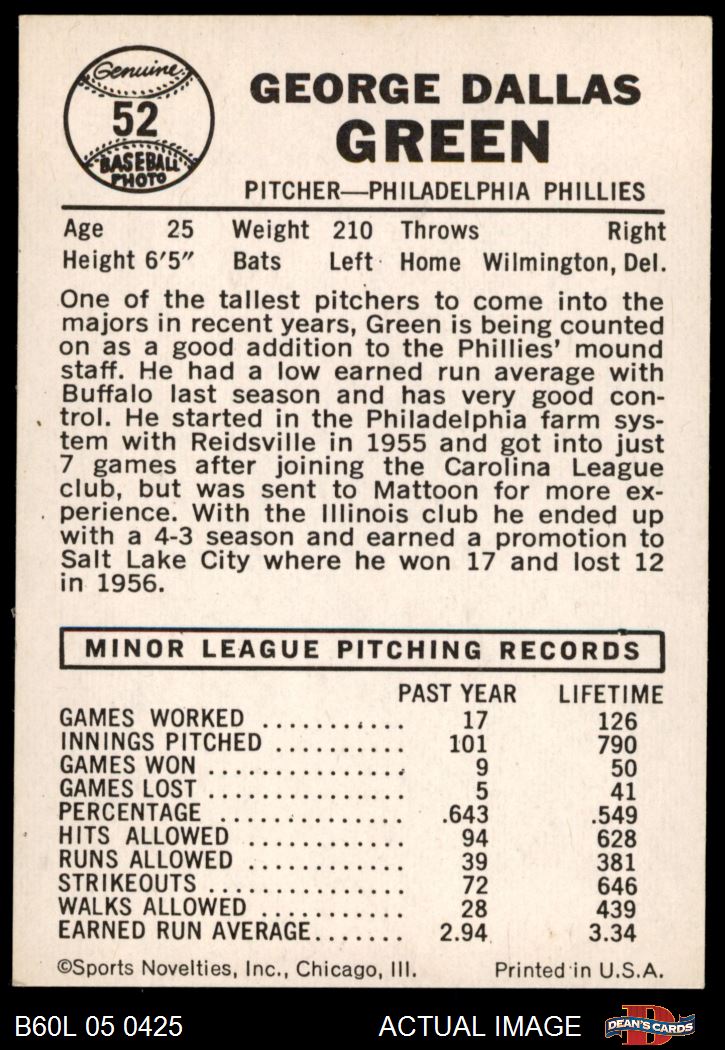 Genuine
52
BASEBALL
PHOTO
GEORGE DALLAS
GREEN
PITCHER—PHILADELPHIA PHILLIES
Age 25 Weight 210 Throws Right
Height 6'5" Bats Left Home Wilmington, Del.
One of the tallest pitchers to come into the
majors in recent years, Green is being counted
on as a good addition to the Phillies' mound
staff. He had a low earned run average with
Buffalo last season and has very good con-
trol. He started in the Philadelphia farm sys-
tem with Reidsville in 1955 and got into just
7 games after joining the Carolina League
club, but was sent to Mattoon for more ex-
perience. With the Illinois club he ended up
with a 4-3 season and earned a promotion to
Salt Lake City where he won 17 and lost 12
in 1956.
MINOR LEAGUE PITCHING RECORDS
PAST YEAR LIFETIME
GAMES WORKED ........... 17 126
INNINGS PITCHED .......... 101 790
GAMES WON ............... 9 50
GAMES LOST ............... 5 41
PERCENTAGE .............. .643 .549
HITS ALLOWED ............ 94 628
RUNS ALLOWED ............ 39 381
STRIKEOUTS ............... 72 646
WALKS ALLOWED ........... 28 439
EARNED RUN AVERAGE....... 2.94 3.34
©Sports Novelties, Inc., Chicago, Ill. Printed in U.S.A.
B60L 05 0425 ACTUAL IMAGE DEAN'S CARDS